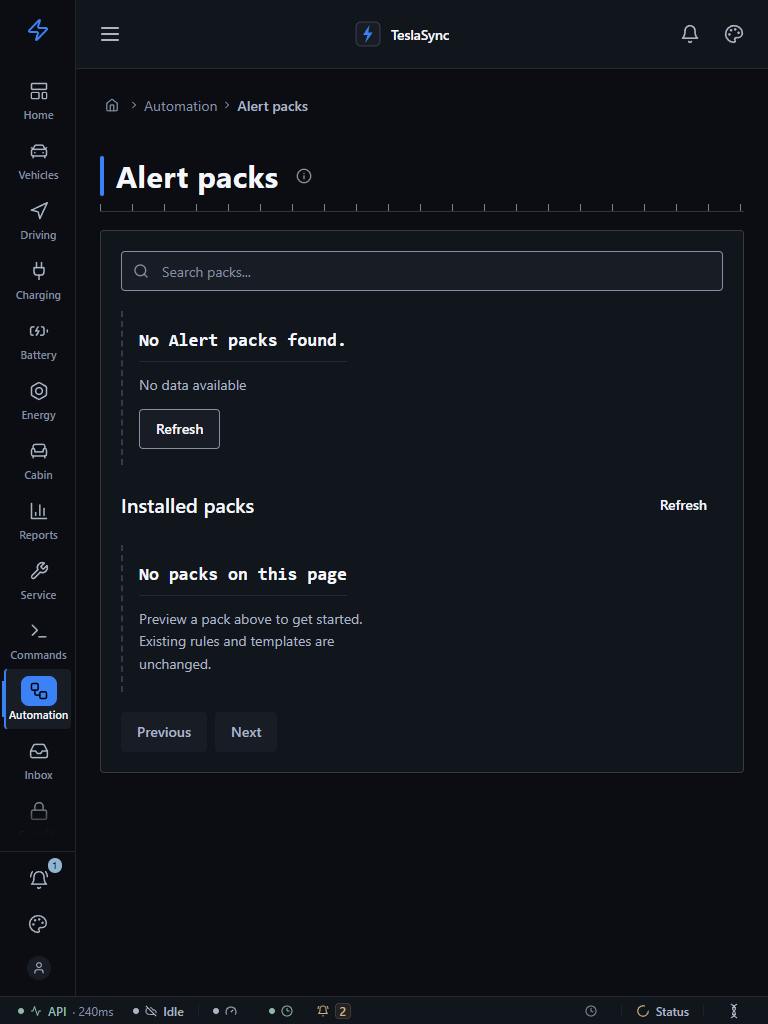 TeslaSync
Home
Vehicles
Driving
Charging
Battery
Energy
Cabin
Reports
Service
Commands
Automation
Inbox
1
Automation
Alert packs
Alert packs
Search packs...
No Alert packs found.
No data available
Refresh
Installed packs
Refresh
No packs on this page
Preview a pack above to get started.
Existing rules and templates are
unchanged.
Previous
Next
API · 240ms
Idle
2
Status